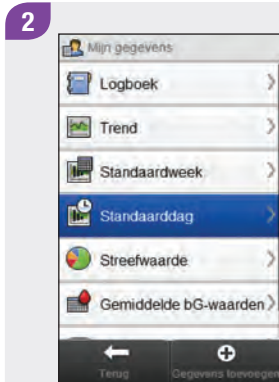 2
Mijn gegevens
Logboek
Trend
Standaardweek
Standaarddag
Streefwaarde
Gemiddelde bG-waarden
Terug
Gegevens toevoegen